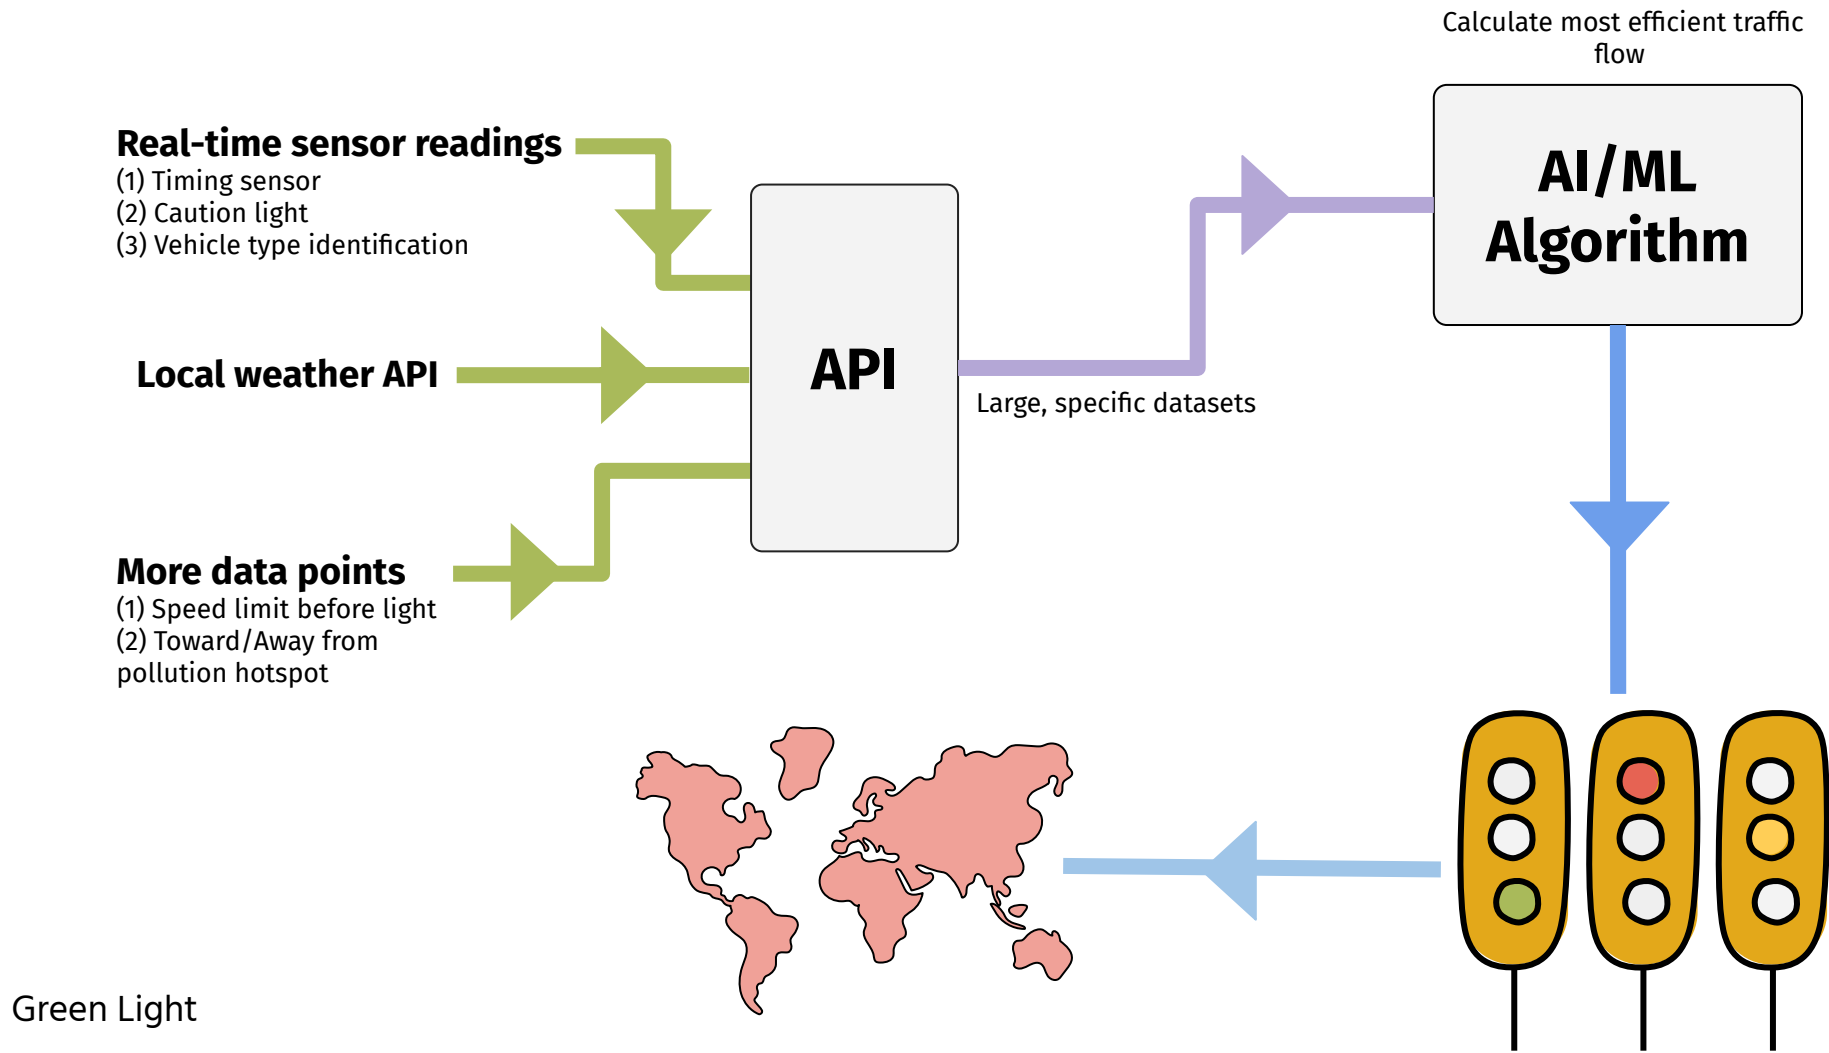 Calculate most efficient traffic
flow
AI/ML
Algorithm
Real-time sensor readings
(1) Timing sensor
(2) Caution light
(3) Vehicle type identification
Local weather API
API
Large, specific datasets
More data points
(1) Speed limit before light
(2) Toward/Away from
pollution hotspot
Green Light